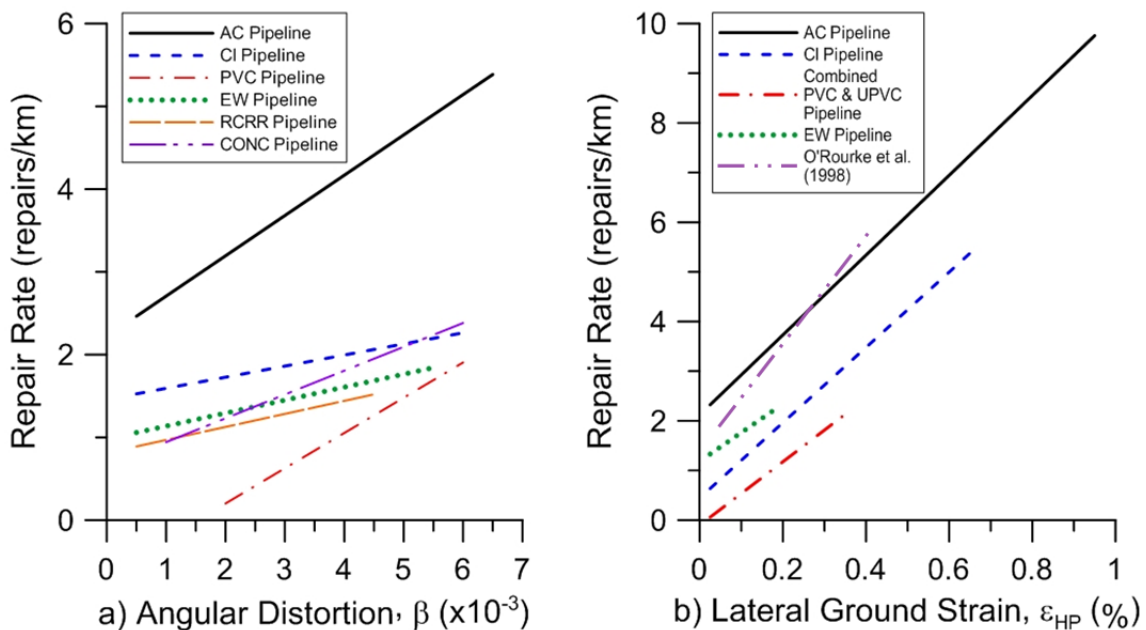 6
4
2
0
Repair Rate (repairs/km)
AC Pipeline
CI Pipeline
PVC Pipeline
EW Pipeline
RCRR Pipeline
CONC Pipeline
0 1 2 3 4 5 6 7
a) Angular Distortion, β (x10⁻³)
10
8
6
4
2
0
Repair Rate (repairs/km)
AC Pipeline
CI Pipeline
Combined
PVC & UPVC
Pipeline
EW Pipeline
O'Rourke et al.
(1998)
0 0.2 0.4 0.6 0.8 1
b) Lateral Ground Strain, ε_HP (%)